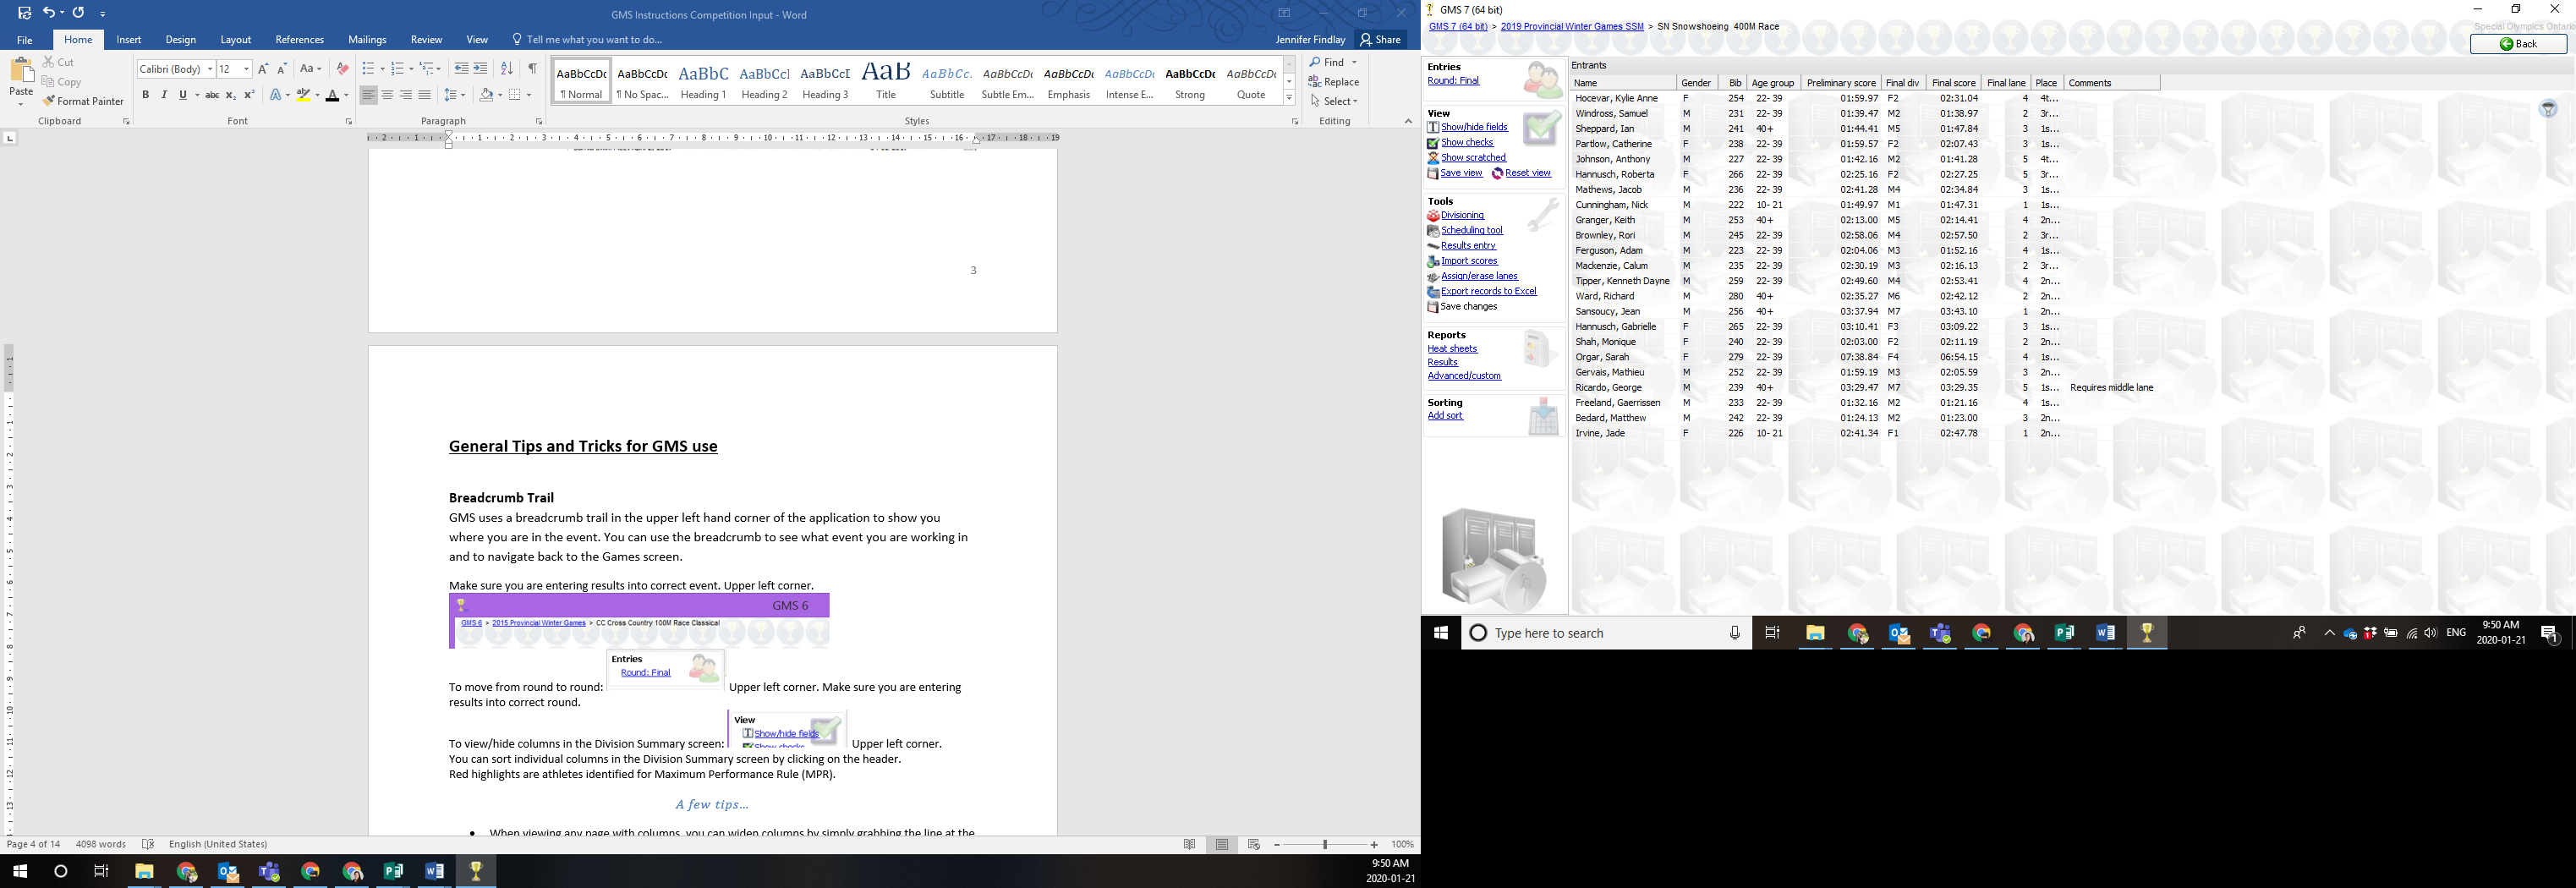 GMS Instructions Competition Input - Word
File Home Insert Design Layout References Mailings Review View Tell me what you want to do...
Jennifer Findlay Share
Paste
Cut
Copy
Format Painter
Clipboard
Calibri (Body) 12
Font
Paragraph
AaBbCcDc AaBbCcDc AaBbC AaBbCcI AaBbCcI AaB AaBbCc. AaBbCcDc AaBbCcDc AaBbCcDc AaBbCcDc AaBbCcDc
¶ Normal ¶ No Spac... Heading 1 Heading 2 Heading 3 Title Subtitle Subtle Em... Emphasis Intense E... Strong Quote
Styles
Find
Replace
Select
Editing
3
General Tips and Tricks for GMS use
Breadcrumb Trail
GMS uses a breadcrumb trail in the upper left hand corner of the application to show you
where you are in the event. You can use the breadcrumb to see what event you are working in
and to navigate back to the Games screen.
Make sure you are entering results into correct event. Upper left corner.
GMS 6
GMS 6 > 2015 Provincial Winter Games > CC Cross Country 100M Race Classical
Entries
Round: Final
To move from round to round: Upper left corner. Make sure you are entering
results into correct round.
View
Show/hide fields
Show checks
To view/hide columns in the Division Summary screen: Upper left corner.
You can sort individual columns in the Division Summary screen by clicking on the header.
Red highlights are athletes identified for Maximum Performance Rule (MPR).
A few tips...
• When viewing any page with columns, you can widen columns by simply grabbing the line at the
Page 4 of 14 4098 words English (United States)
100%
9:50 AM
2020-01-21
GMS 7 (64 bit)
GMS 7 (64 bit) > 2019 Provincial Winter Games SSM > SN Snowshoeing 400M Race
Special Olympics Ontario
Back
Entries
Round: Final
View
Show/hide fields
Show checks
Show scratched
Save view Reset view
Tools
Divisioning
Scheduling tool
Results entry
Import scores
Assign/erase lanes
Export records to Excel
Save changes
Reports
Heat sheets
Results
Advanced/custom
Sorting
Add sort
Entrants
Name Gender Bib Age group Preliminary score Final div Final score Final lane Place Comments
Hocevar, Kylie Anne F 254 22- 39 01:59.97 F2 02:31.04 4 4t...
Windross, Samuel M 231 22- 39 01:39.47 M2 01:38.97 2 3r...
Sheppard, Ian M 241 40+ 01:44.41 M5 01:47.84 3 1s...
Partlow, Catherine F 238 22- 39 01:59.57 F2 02:07.43 3 1s...
Johnson, Anthony M 227 22- 39 01:42.16 M2 01:41.28 5 4t...
Hannusch, Roberta F 266 22- 39 02:25.16 F2 02:27.25 5 3r...
Mathews, Jacob M 236 22- 39 02:41.28 M4 02:34.84 3 1s...
Cunningham, Nick M 222 10- 21 01:49.97 M1 01:47.31 1 1s...
Granger, Keith M 253 40+ 02:13.00 M5 02:14.41 4 2n...
Brownley, Rori M 245 22- 39 02:58.06 M4 02:57.50 2 3r...
Ferguson, Adam M 223 22- 39 02:04.06 M3 01:52.16 4 1s...
Mackenzie, Calum M 235 22- 39 02:30.19 M3 02:16.13 2 3r...
Tipper, Kenneth Dayne M 259 22- 39 02:49.60 M4 02:53.41 4 2n...
Ward, Richard M 280 40+ 02:35.27 M6 02:42.12 2 2n...
Sansoucy, Jean M 256 40+ 03:37.94 M7 03:43.10 1 2n...
Hannusch, Gabrielle F 265 22- 39 03:10.41 F3 03:09.22 3 1s...
Shah, Monique F 240 22- 39 02:03.00 F2 02:11.19 2 2n...
Orgar, Sarah F 279 22- 39 07:38.84 F4 06:54.15 4 1s...
Gervais, Mathieu M 252 22- 39 01:59.19 M3 02:05.59 3 2n...
Ricardo, George M 239 40+ 03:29.47 M7 03:29.35 5 1s... Requires middle lane
Freeland, Gaerrissen M 233 22- 39 01:32.16 M2 01:21.16 4 1s...
Bedard, Matthew M 242 22- 39 01:24.13 M2 01:23.00 3 2n...
Irvine, Jade F 226 10- 21 02:41.34 F1 02:47.78 1 2n...
Type here to search
ENG
9:50 AM
2020-01-21